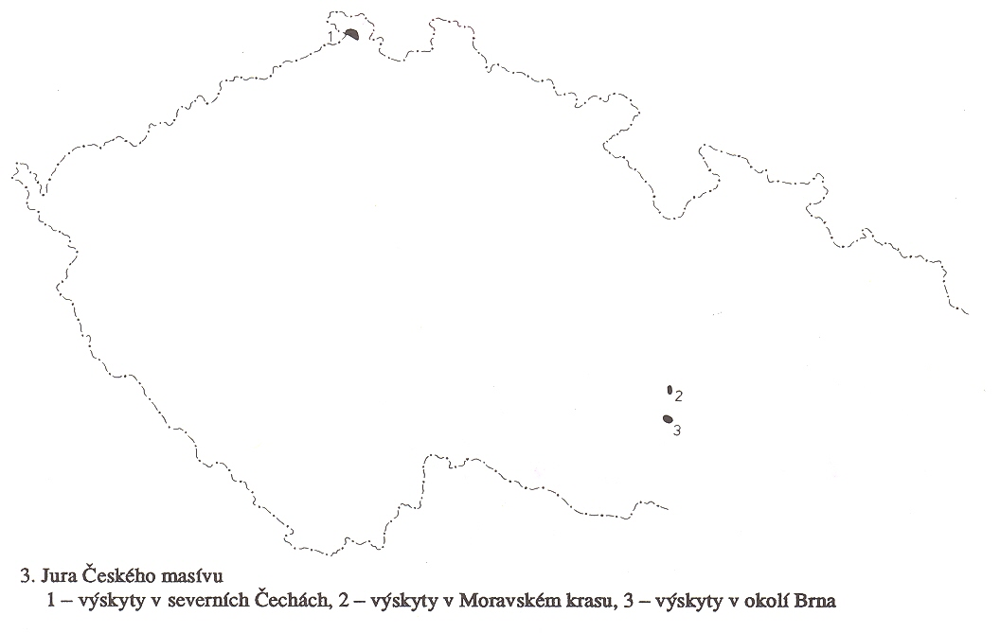 1
2
3
3. Jura Českého masívu
1 – výskyty v severních Čechách, 2 – výskyty v Moravském krasu, 3 – výskyty v okolí Brna